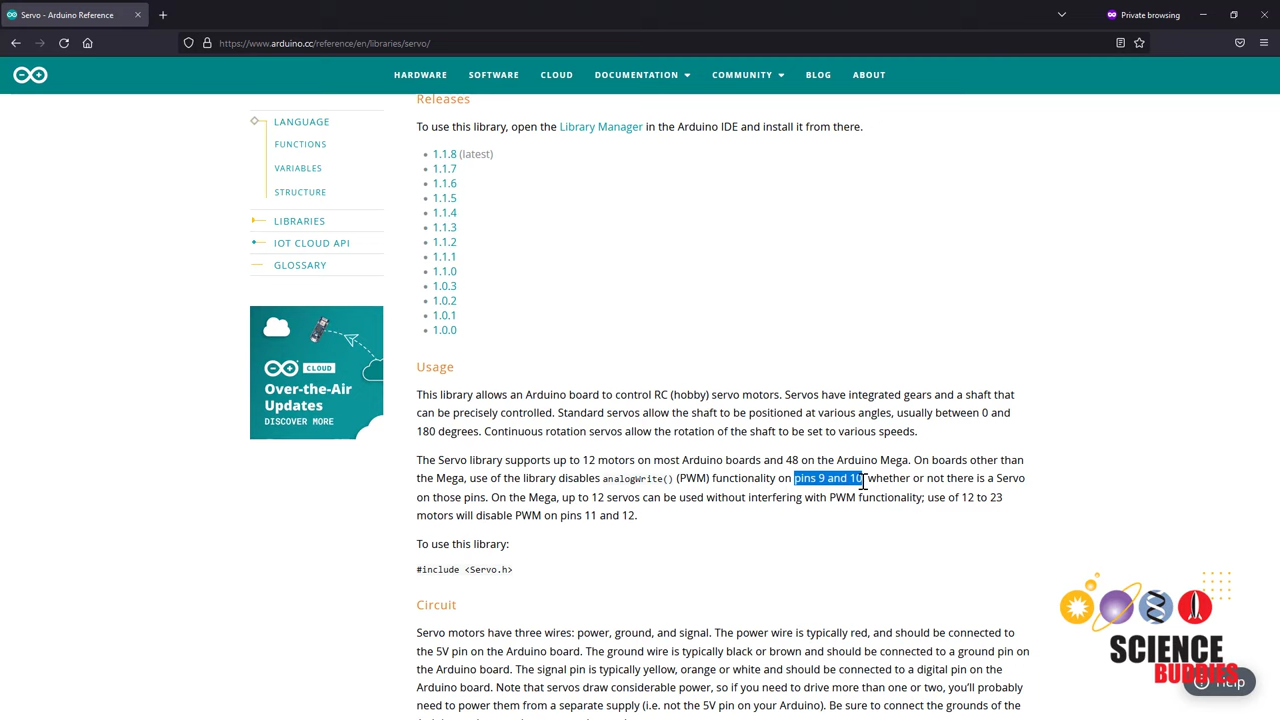 Servo - Arduino Reference
Private browsing
https://www.arduino.cc/reference/en/libraries/servo/
HARDWARE SOFTWARE CLOUD DOCUMENTATION COMMUNITY BLOG ABOUT
LANGUAGE
FUNCTIONS
VARIABLES
STRUCTURE
LIBRARIES
IOT CLOUD API
GLOSSARY
CLOUD
Over-the-Air
Updates
DISCOVER MORE
Releases
To use this library, open the Library Manager in the Arduino IDE and install it from there.
1.1.8 (latest)
1.1.7
1.1.6
1.1.5
1.1.4
1.1.3
1.1.2
1.1.1
1.1.0
1.0.3
1.0.2
1.0.1
1.0.0
Usage
This library allows an Arduino board to control RC (hobby) servo motors. Servos have integrated gears and a shaft that
can be precisely controlled. Standard servos allow the shaft to be positioned at various angles, usually between 0 and
180 degrees. Continuous rotation servos allow the rotation of the shaft to be set to various speeds.
The Servo library supports up to 12 motors on most Arduino boards and 48 on the Arduino Mega. On boards other than
the Mega, use of the library disables analogWrite() (PWM) functionality on pins 9 and 10, whether or not there is a Servo
on those pins. On the Mega, up to 12 servos can be used without interfering with PWM functionality; use of 12 to 23
motors will disable PWM on pins 11 and 12.
To use this library:
#include <Servo.h>
Circuit
Servo motors have three wires: power, ground, and signal. The power wire is typically red, and should be connected to
the 5V pin on the Arduino board. The ground wire is typically black or brown and should be connected to a ground pin on
the Arduino board. The signal pin is typically yellow, orange or white and should be connected to a digital pin on the
Arduino board. Note that servos draw considerable power, so if you need to drive more than one or two, you'll probably
need to power them from a separate supply (i.e. not the 5V pin on your Arduino). Be sure to connect the grounds of the
SCIENCE
BUDDIES
Help